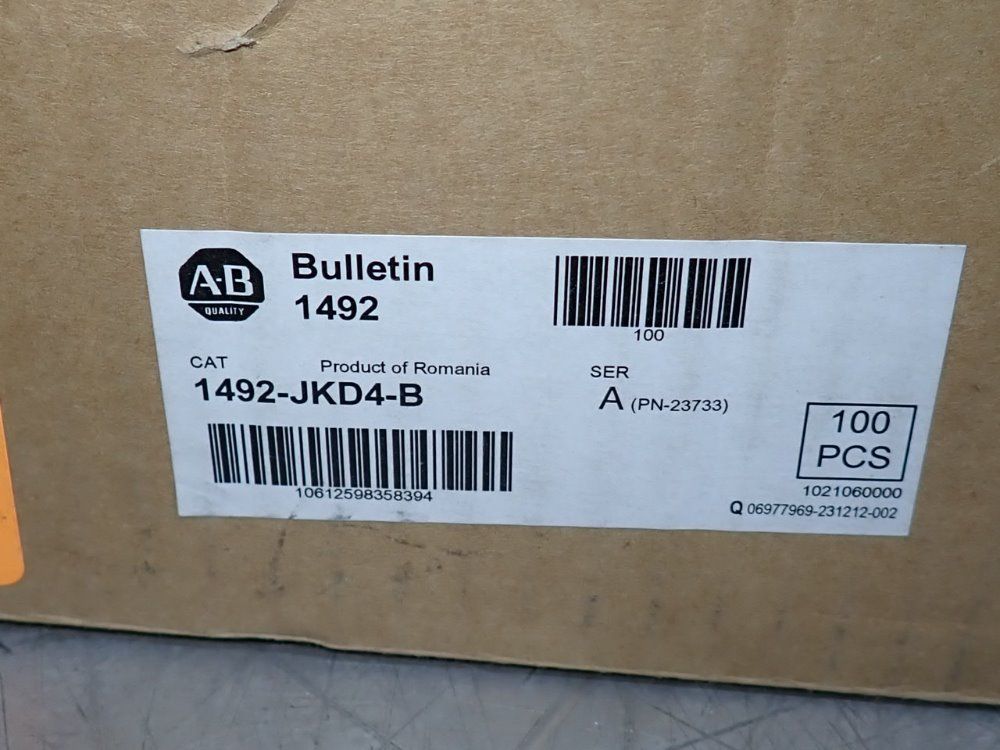 A-B
QUALITY
Bulletin
1492
100
CAT
Product of Romania
1492-JKD4-B
10612598358394
SER
A (PN-23733)
100
PCS
1021060000
Q 06977969-231212-002